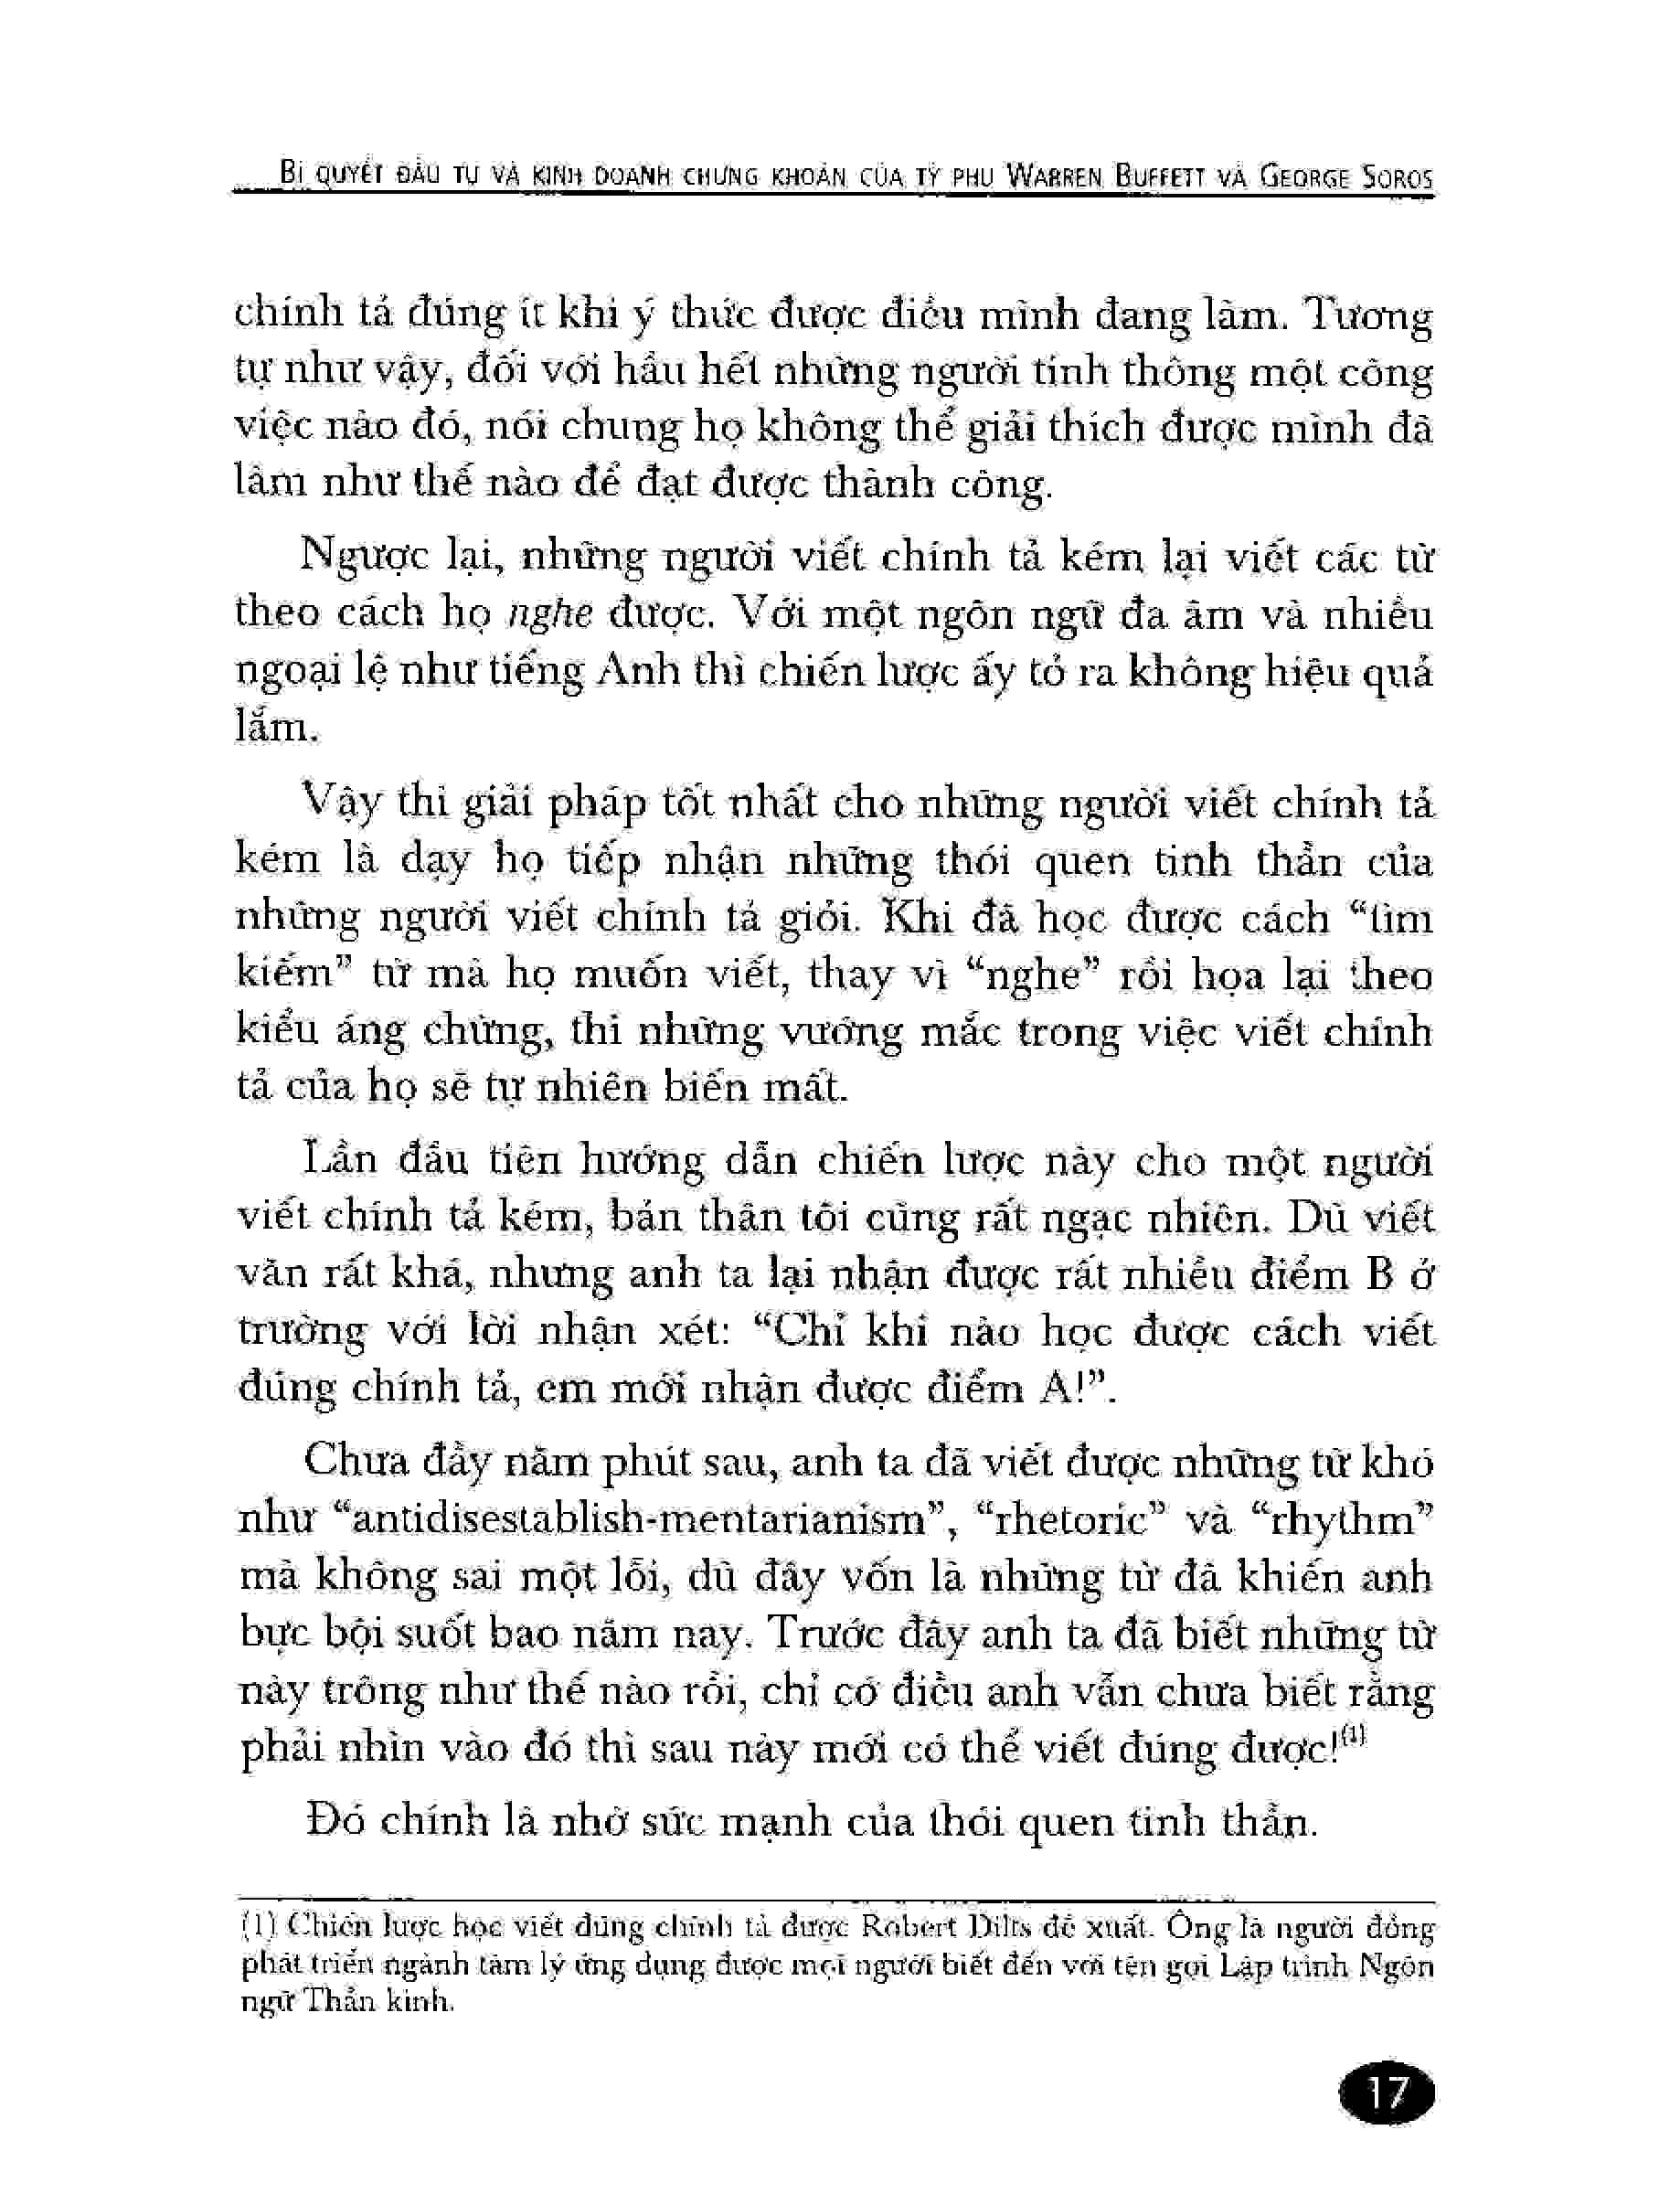 BÍ QUYẾT ĐẦU TƯ VÀ KINH DOANH CHỨNG KHOÁN CỦA TỶ PHÚ WARREN BUFFETT VÀ GEORGE SOROS
chính tả đúng ít khi ý thức được điều mình đang làm. Tương
tự như vậy, đối với hầu hết những người tinh thông một công
việc nào đó, nói chung họ không thể giải thích được mình đã
làm như thế nào để đạt được thành công.
Ngược lại, những người viết chính tả kém lại viết các từ
theo cách họ nghe được. Với một ngôn ngữ đa âm và nhiều
ngoại lệ như tiếng Anh thì chiến lược ấy tỏ ra không hiệu quả
lắm.
Vậy thì giải pháp tốt nhất cho những người viết chính tả
kém là dạy họ tiếp nhận những thói quen tinh thần của
những người viết chính tả giỏi. Khi đã học được cách “tìm
kiếm” từ mà họ muốn viết, thay vì “nghe” rồi họa lại theo
kiểu áng chừng, thì những vướng mắc trong việc viết chính
tả của họ sẽ tự nhiên biến mất.
Lần đầu tiên hướng dẫn chiến lược này cho một người
viết chính tả kém, bản thân tôi cũng rất ngạc nhiên. Dù viết
văn rất khá, nhưng anh ta lại nhận được rất nhiều điểm B ở
trường với lời nhận xét: “Chỉ khi nào học được cách viết
đúng chính tả, em mới nhận được điểm A!”.
Chưa đầy năm phút sau, anh ta đã viết được những từ khó
như “antidisestablish-mentarianism”, “rhetoric” và “rhythm”
mà không sai một lỗi, dù đây vốn là những từ đã khiến anh
bực bội suốt bao năm nay. Trước đây anh ta đã biết những từ
này trông như thế nào rồi, chỉ có điều anh vẫn chưa biết rằng
phải nhìn vào đó thì sau này mới có thể viết đúng được!(1)
Đó chính là nhờ sức mạnh của thói quen tinh thần.
(1) Chiến lược học viết đúng chính tả được Robert Dilts đề xuất. Ông là người đồng
phát triển ngành tâm lý ứng dụng được mọi người biết đến với tên gọi Lập trình Ngôn
ngữ Thần kinh.
17